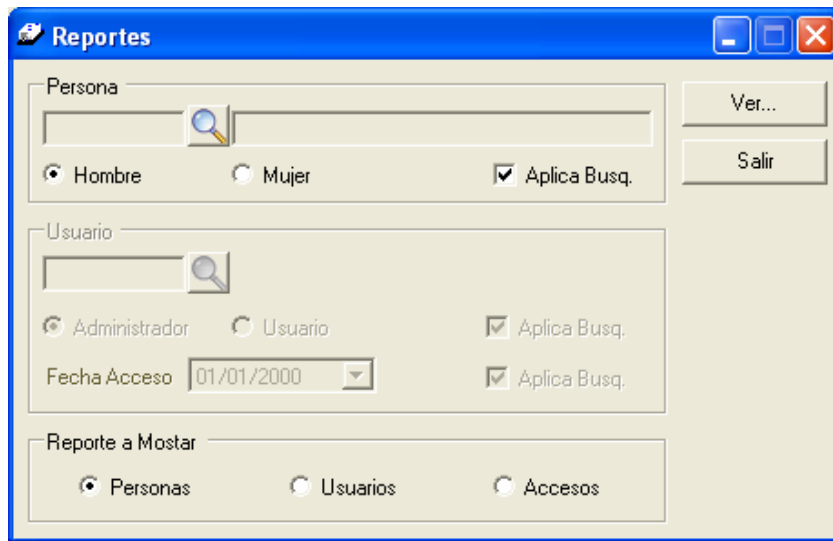 Reportes
Persona
Ver...
Hombre Mujer Aplica Busq.
Salir
Usuario
Administrador Usuario Aplica Busq.
Fecha Acceso 01/01/2000 Aplica Busq.
Reporte a Mostar
Personas Usuarios Accesos